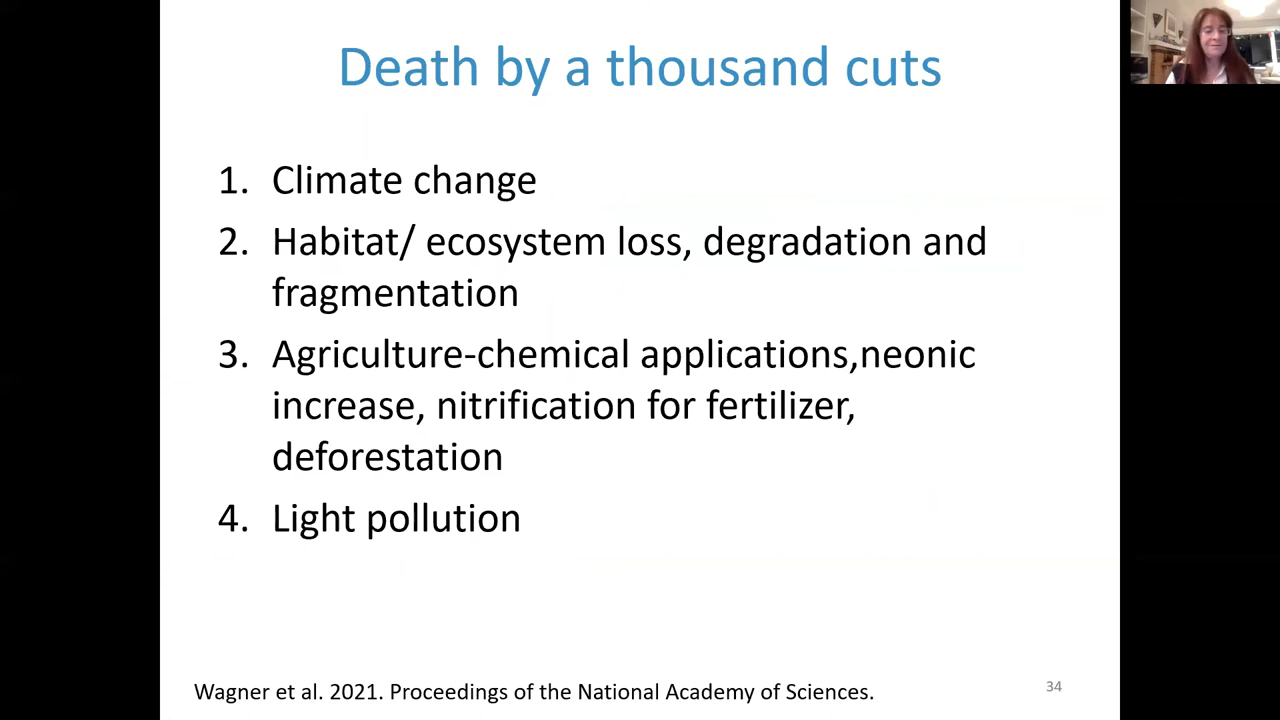 Death by a thousand cuts
1. Climate change
2. Habitat/ ecosystem loss, degradation and
fragmentation
3. Agriculture-chemical applications,neonic
increase, nitrification for fertilizer,
deforestation
4. Light pollution
Wagner et al. 2021. Proceedings of the National Academy of Sciences.
34